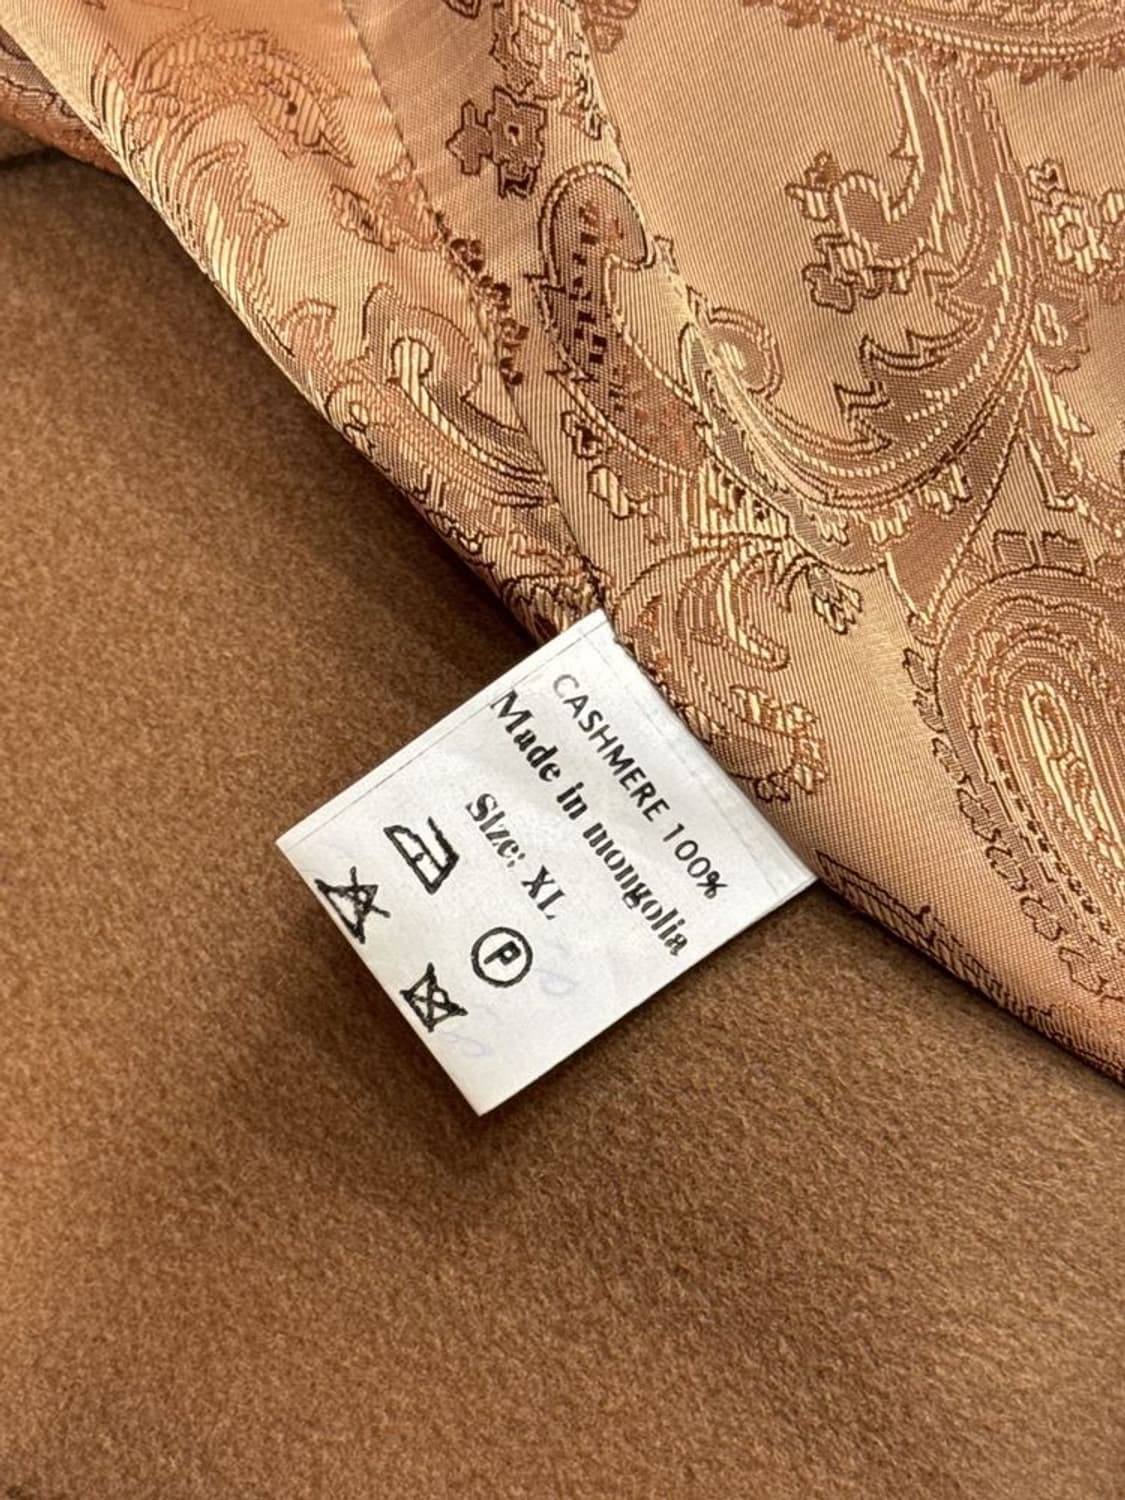 CASHMERE 100%
Made in mongolia
Size: XL
P